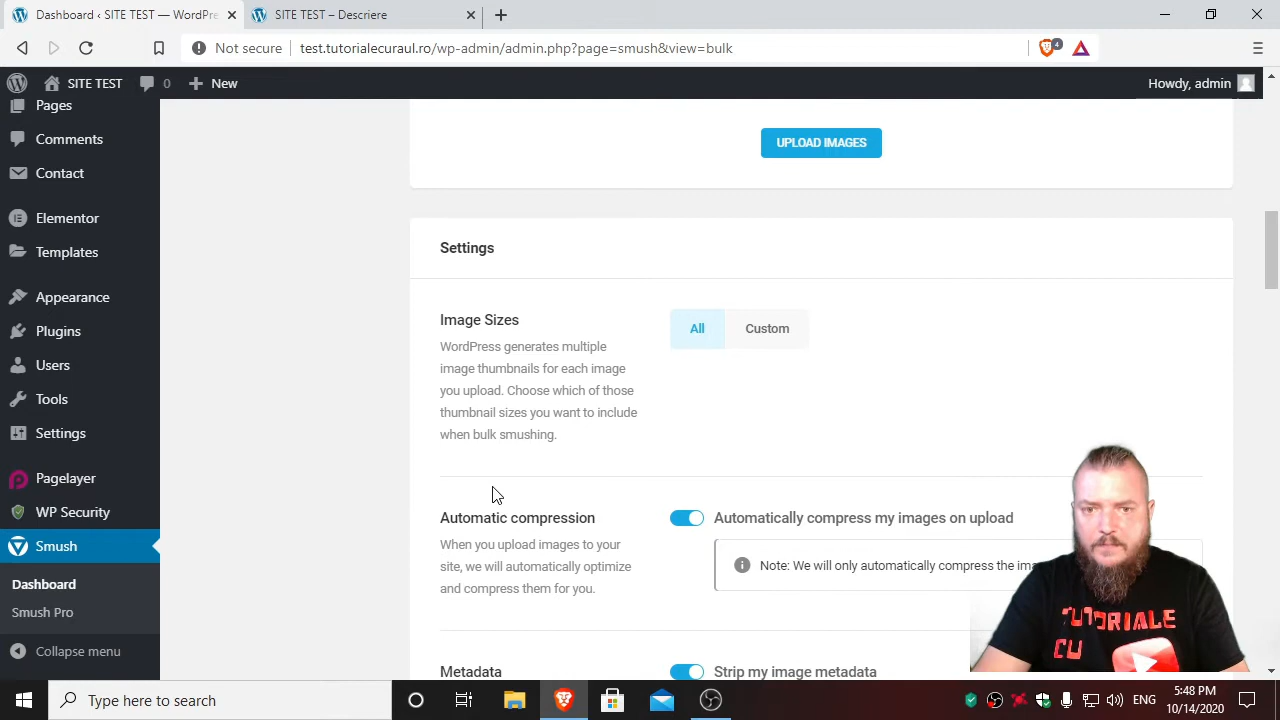 Dashboard ‹ SITE TEST — WordPre
SITE TEST – Descriere
Not secure
test.tutorialecuraul.ro/wp-admin/admin.php?page=smush&view=bulk
4
SITE TEST
0
New
Howdy, admin
Pages
Comments
Contact
Elementor
Templates
Appearance
Plugins
Users
Tools
Settings
Pagelayer
WP Security
Smush
Dashboard
Smush Pro
Collapse menu
UPLOAD IMAGES
Settings
Image Sizes
WordPress generates multiple
image thumbnails for each image
you upload. Choose which of those
thumbnail sizes you want to include
when bulk smushing.
All
Custom
Automatic compression
When you upload images to your
site, we will automatically optimize
and compress them for you.
Automatically compress my images on upload
Note: We will only automatically compress the ima
Metadata
Strip my image metadata
TUTORIALE
CU
Type here to search
ENG
5:48 PM
10/14/2020